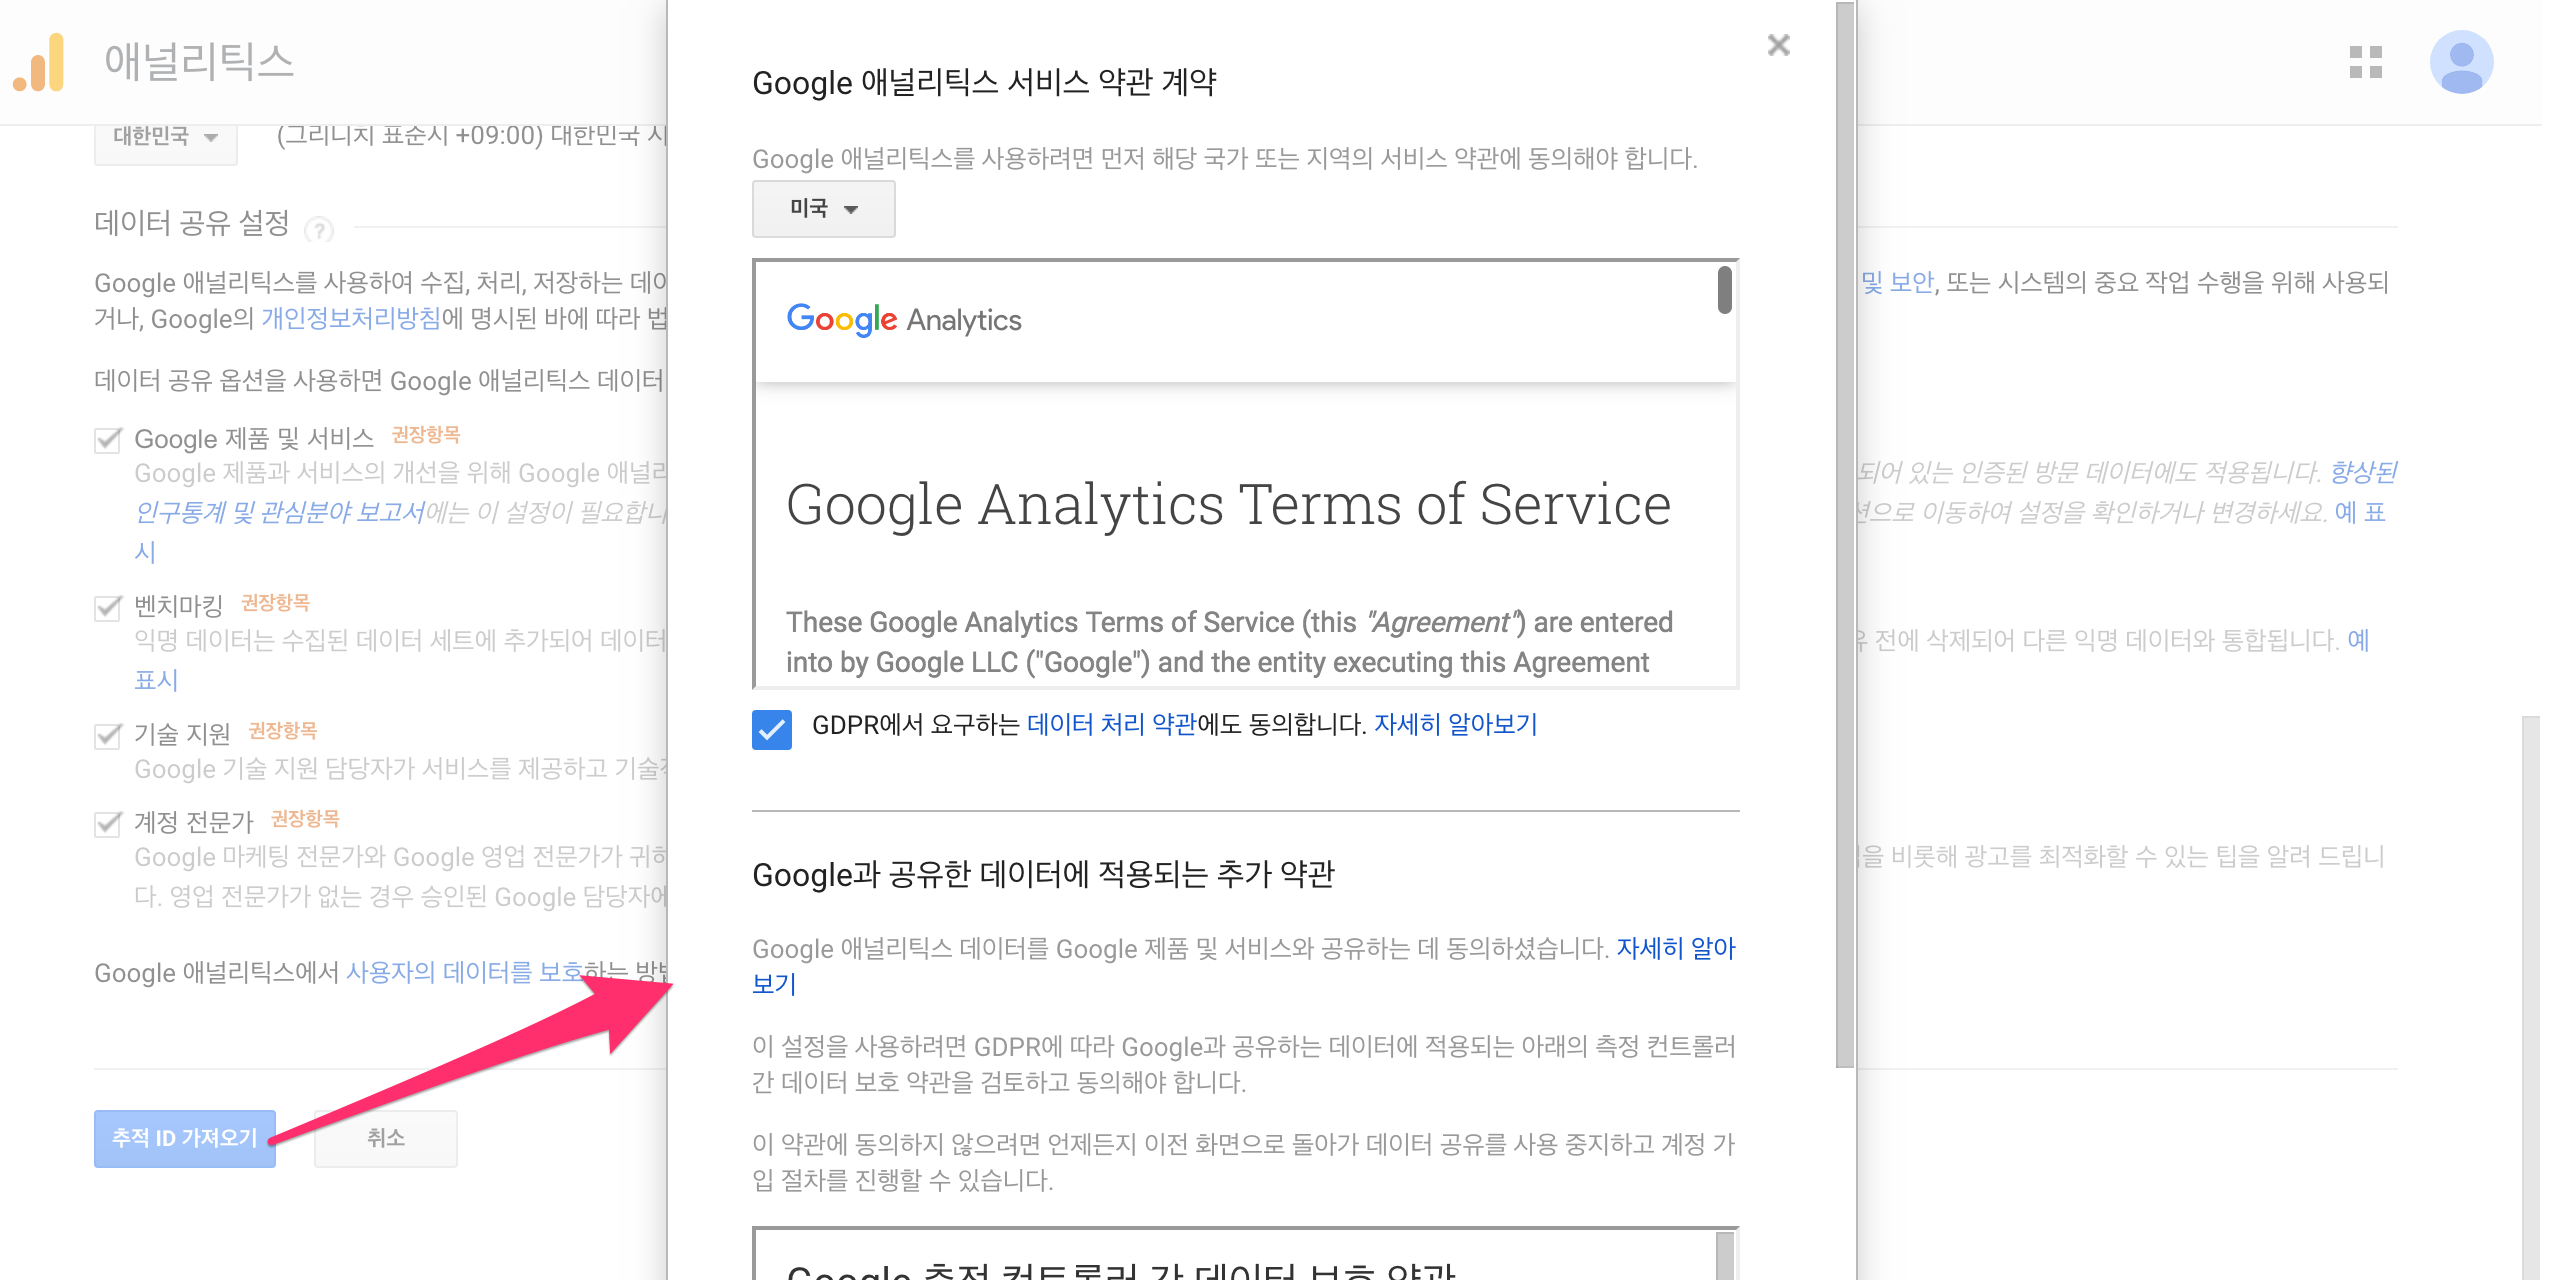 애널리틱스
대한민국
(그리니치 표준시 +09:00) 대한민국 시
데이터 공유 설정 ?
Google 애널리틱스를 사용하여 수집, 처리, 저장하는
거나, Google의 개인정보처리방침에 명시된 바에 따라
데이터 공유 옵션을 사용하면 Google 애널리틱스 데이터
Google 제품 및 서비스 권장항목
Google 제품과 서비스의 개선을 위해 Google
인구통계 및 관심분야 보고서에는 이 설정이
시
벤치마킹 권장항목
익명 데이터는 수집된 데이터 세트에 추가되어 데이터
표시
기술 지원 권장항목
Google 기술 지원 담당자가 서비스를 제공하고
계정 전문가 권장항목
Google 마케팅 전문가와 Google 영업 전문가가
다. 영업 전문가가 없는 경우 승인된 Google 담당자에
Google 애널리틱스에서 사용자의 데이터를 보호하는
추적 ID 가져오기
취소
Google 애널리틱스 서비스 약관 계약
Google 애널리틱스를 사용하려면 먼저 해당 국가 또는 지역의 서비스 약관에 동의해야 합니다.
미국
Google Analytics
Google Analytics Terms of Service
These Google Analytics Terms of Service (this "Agreement") are entered
into by Google LLC ("Google") and the entity executing this Agreement
GDPR에서 요구하는 데이터 처리 약관에도 동의합니다. 자세히 알아보기
Google과 공유한 데이터에 적용되는 추가 약관
Google 애널리틱스 데이터를 Google 제품 및 서비스와 공유하는 데 동의하셨습니다. 자세히 알아
보기
이 설정을 사용하려면 GDPR에 따라 Google과 공유하는 데이터에 적용되는 아래의 측정 컨트롤러
간 데이터 보호 약관을 검토하고 동의해야 합니다.
이 약관에 동의하지 않으려면 언제든지 이전 화면으로 돌아가 데이터 공유를 사용 중지하고 계정 가
입 절차를 진행할 수 있습니다.
Google 측정 컨트롤러 간 데이터 보호 약관
및 보안, 또는 시스템의 중요 작업 수행을 위해 사용되
되어 있는 인증된 방문 데이터에도 적용됩니다. 향상된
이동하여 설정을 확인하거나 변경하세요. 예 표
전에 삭제되어 다른 익명 데이터와 통합됩니다. 예
을 비롯해 광고를 최적화할 수 있는 팁을 알려 드립니